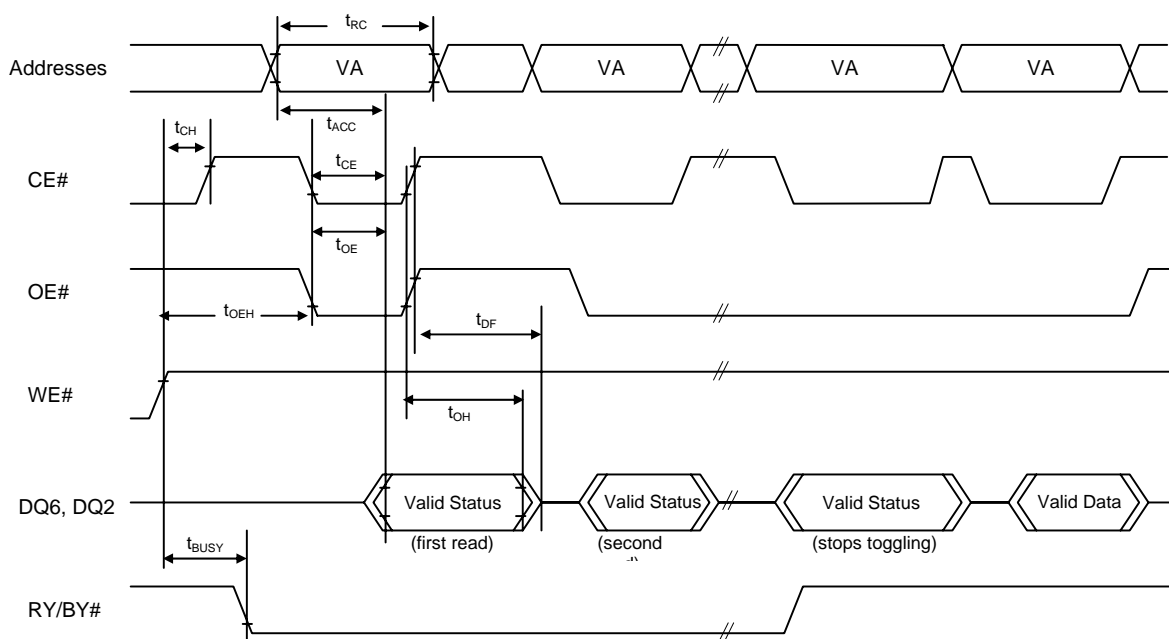 tRC
Addresses VA VA VA VA
tACC
tCH
tCE
CE#
tOE
OE#
tOEH
tDF
WE#
tOH
DQ6, DQ2 Valid Status Valid Status Valid Status Valid Data
(first read) (second (stops toggling)
tBUSY
RY/BY#